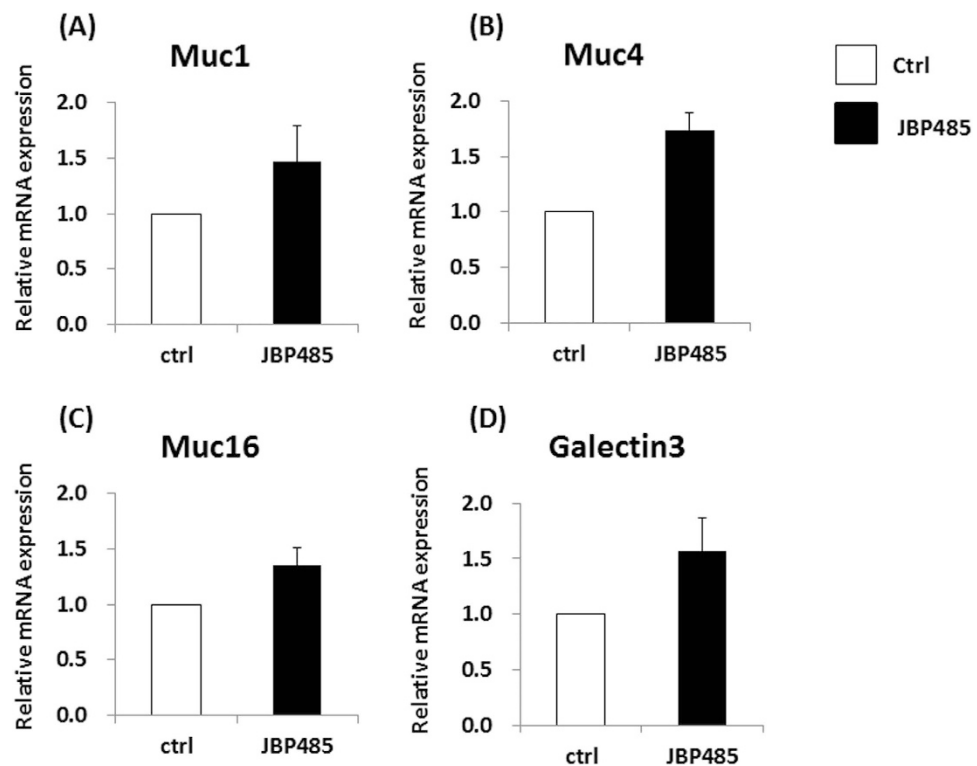 (A)
Muc1
Relative mRNA expression
2.0
1.5
1.0
0.5
0.0
ctrl JBP485
(B)
Muc4
Relative mRNA expression
2.0
1.5
1.0
0.5
0.0
ctrl JBP485
Ctrl
JBP485
(C)
Muc16
Relative mRNA expression
2.0
1.5
1.0
0.5
0.0
ctrl JBP485
(D)
Galectin3
Relative mRNA expression
2.0
1.5
1.0
0.5
0.0
ctrl JBP485